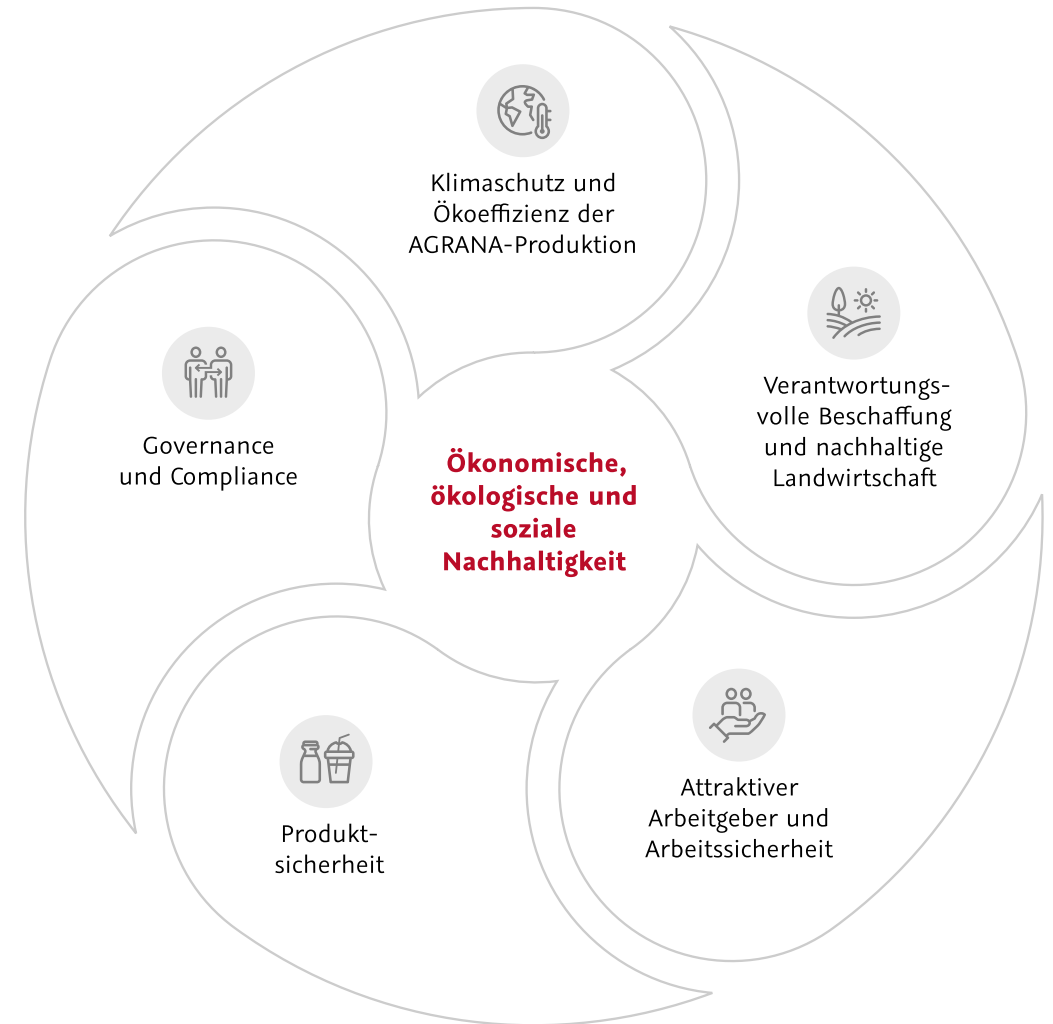 Klimaschutz und
Ökoeffizienz der
AGRANA-Produktion
Verantwortungs-
volle Beschaffung
und nachhaltige
Landwirtschaft
Governance
und Compliance
Ökonomische,
ökologische und
soziale
Nachhaltigkeit
Attraktiver
Arbeitgeber und
Arbeitssicherheit
Produkt-
sicherheit